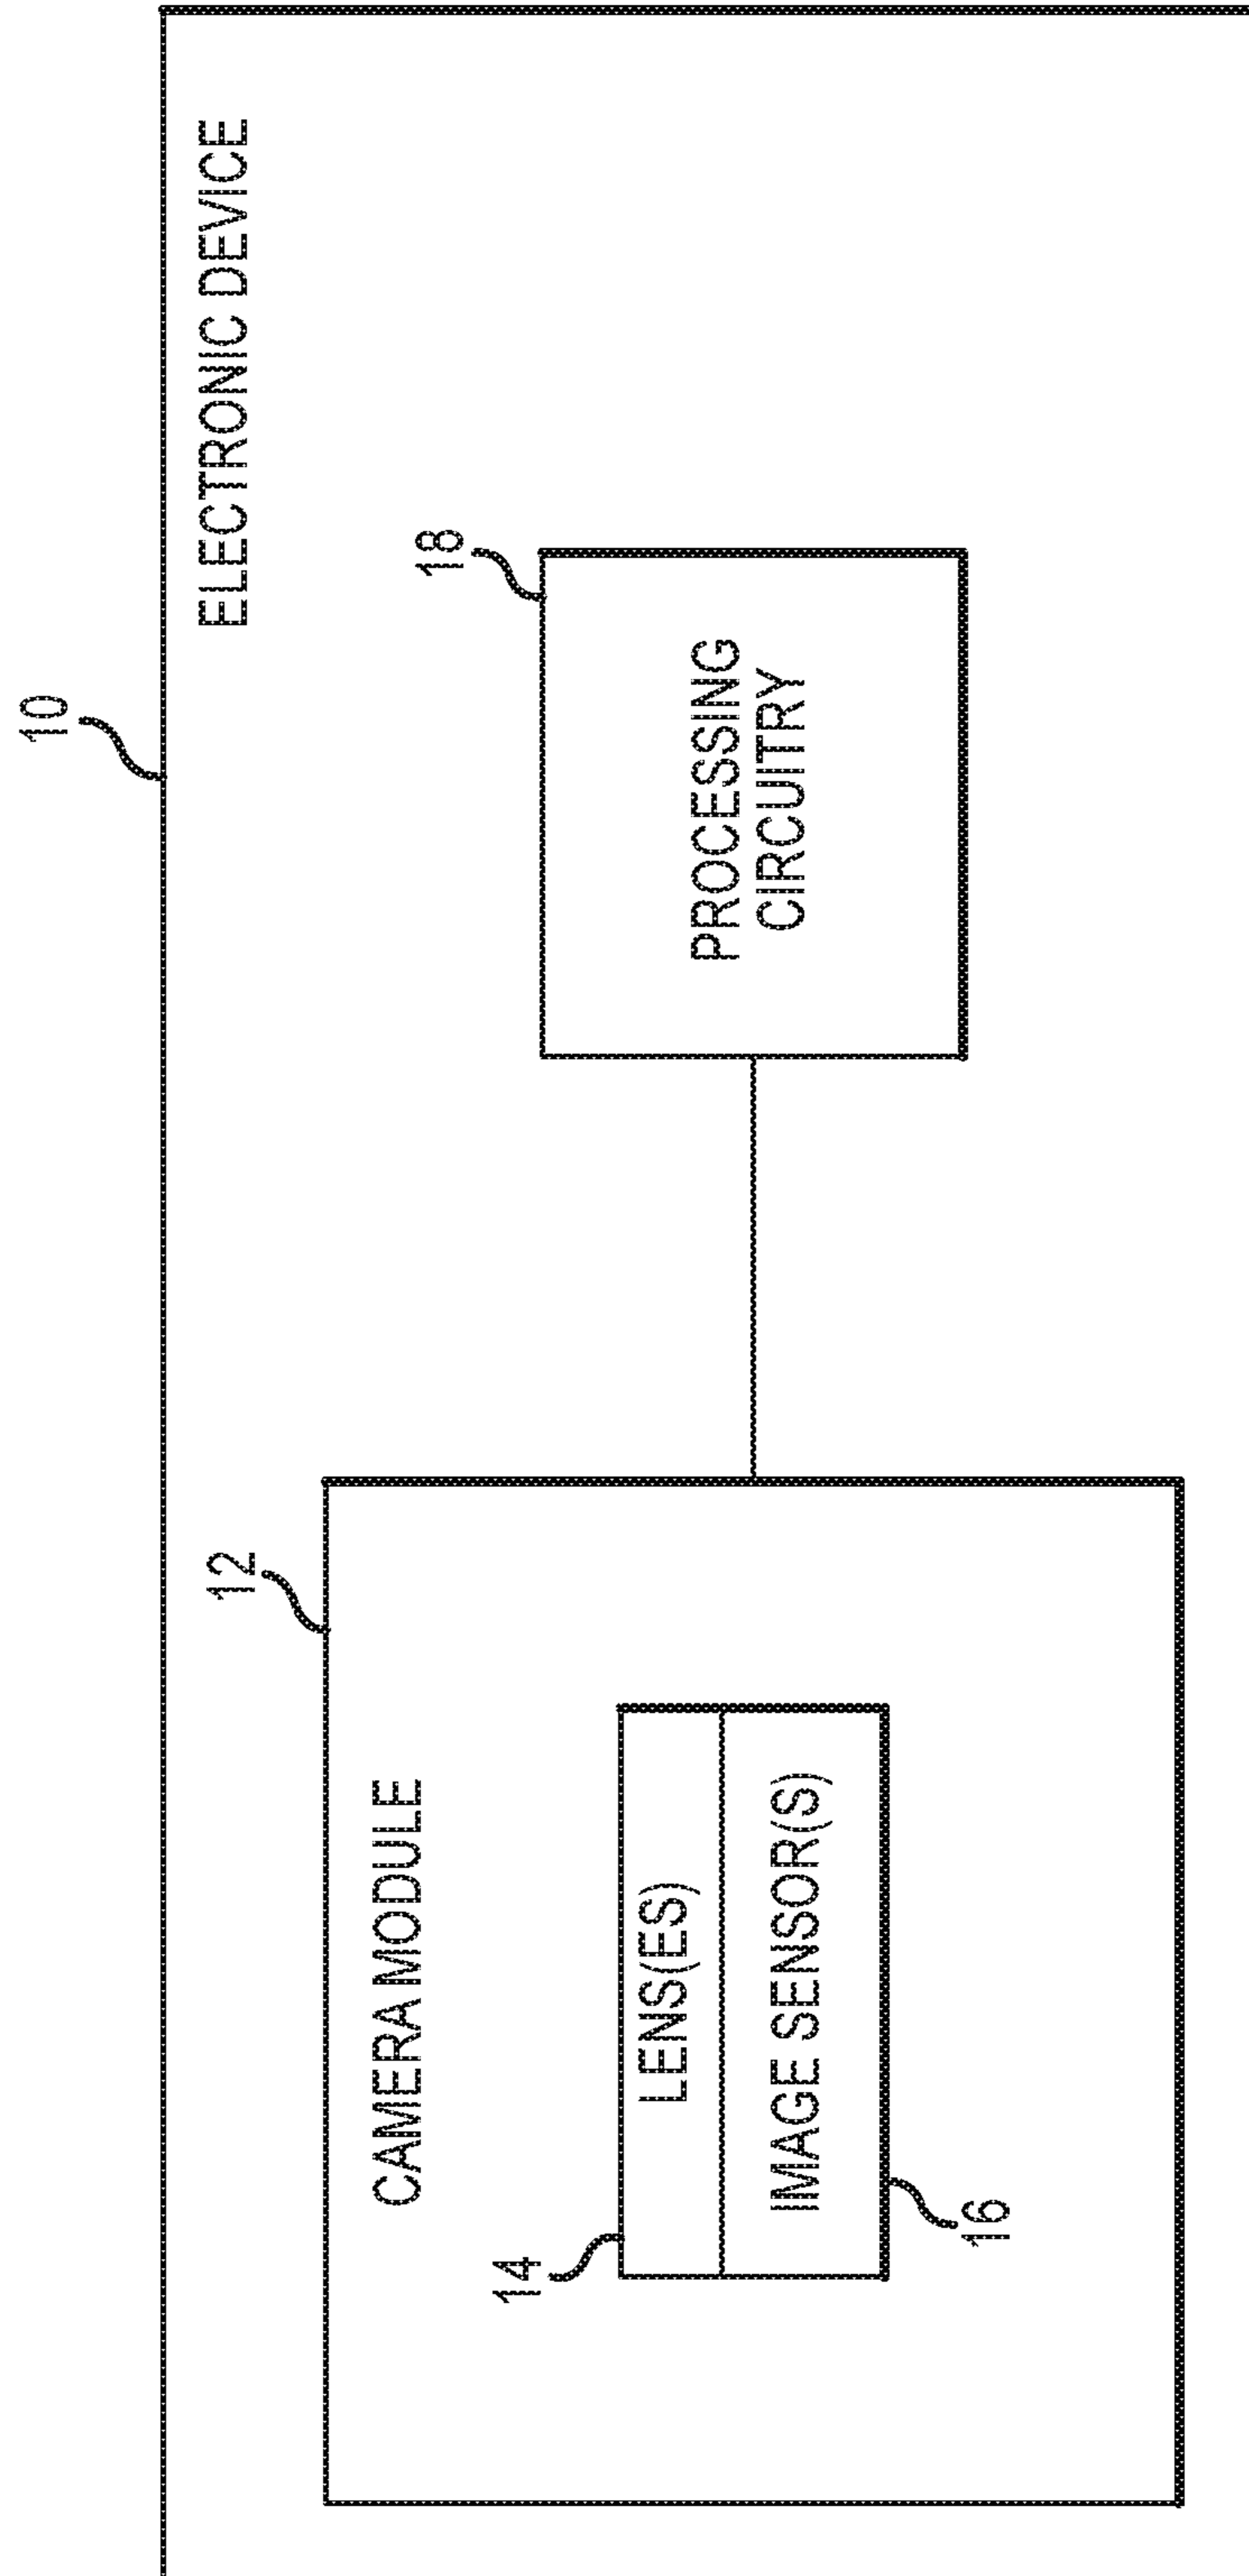 10
ELECTRONIC DEVICE
12
CAMERA MODULE
14
LENS(ES)
IMAGE SENSOR(S)
16
18
PROCESSING
CIRCUITRY